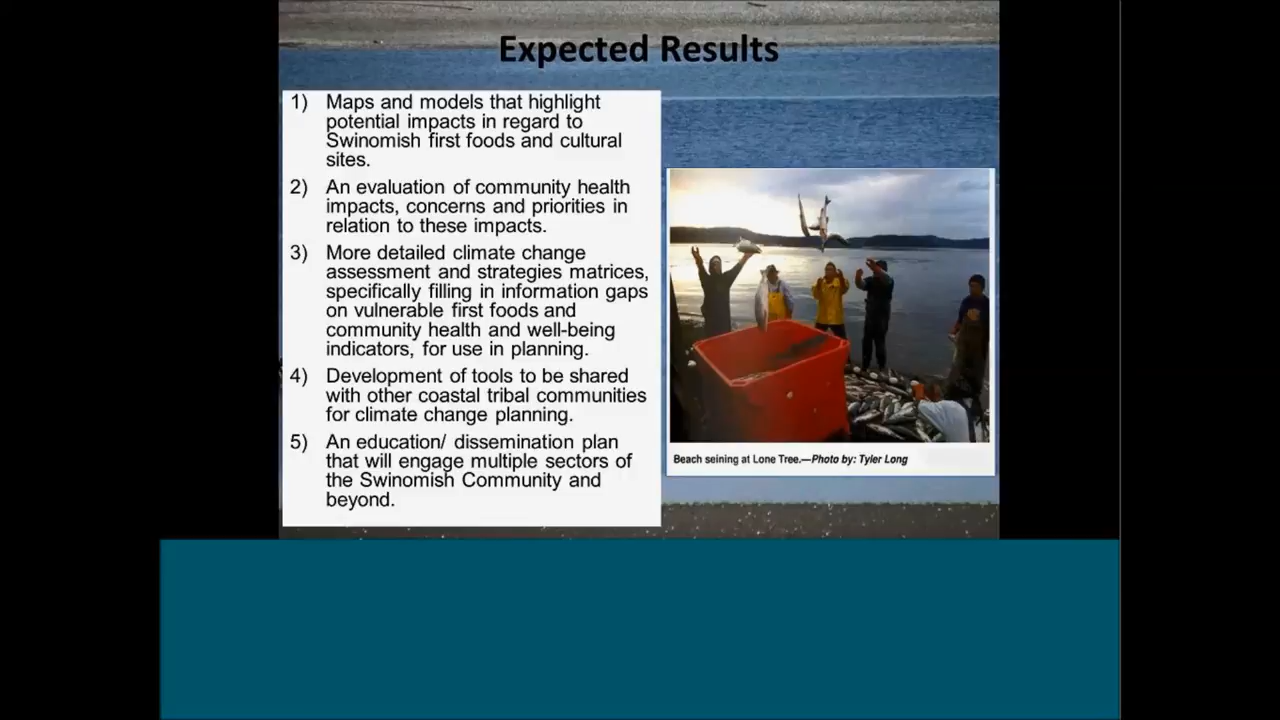 Expected Results
1) Maps and models that highlight
potential impacts in regard to
Swinomish first foods and cultural
sites.
2) An evaluation of community health
impacts, concerns and priorities in
relation to these impacts.
3) More detailed climate change
assessment and strategies matrices,
specifically filling in information gaps
on vulnerable first foods and
community health and well-being
indicators, for use in planning.
4) Development of tools to be shared
with other coastal tribal communities
for climate change planning.
5) An education/ dissemination plan
that will engage multiple sectors of
the Swinomish Community and
beyond.
Beach seining at Lone Tree.—Photo by: Tyler Long